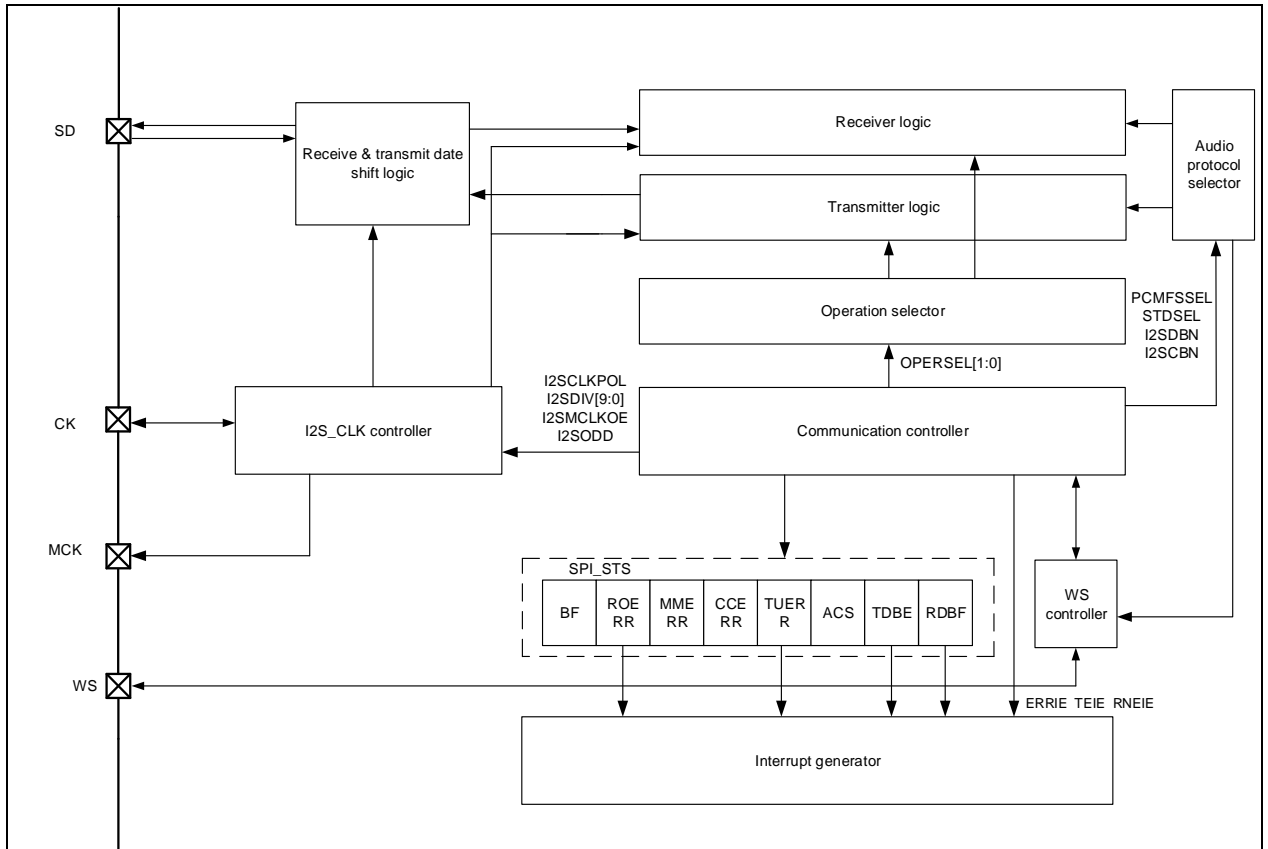 SD
Receive & transmit date
shift logic
Receiver logic
Audio
protocol
selector
Transmitter logic
Operation selector
PCMFSSEL
STDSEL
I2SDBN
I2SCBN
OPERSEL[1:0]
CK
I2S_CLK controller
I2SCLKPOL
I2SDIV[9:0]
I2SMCLKOE
I2SODD
Communication controller
MCK
SPI_STS
BF
ROE
RR
MME
RR
CCE
RR
TUER
R
ACS
TDBE
RDBF
WS
controller
WS
ERRIE TEIE RNEIE
Interrupt generator